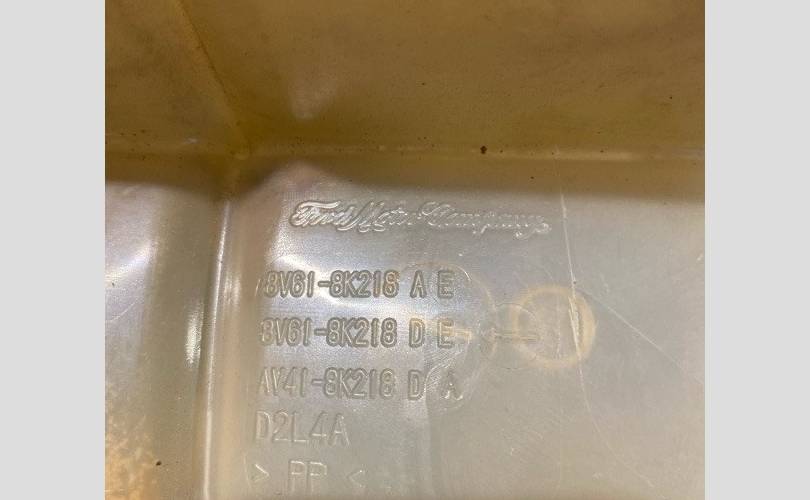 Ford Motor Company
8V61-8K218 A E
8V61-8K218 D E
AV41-8K218 D A
D2L4A
> PP <